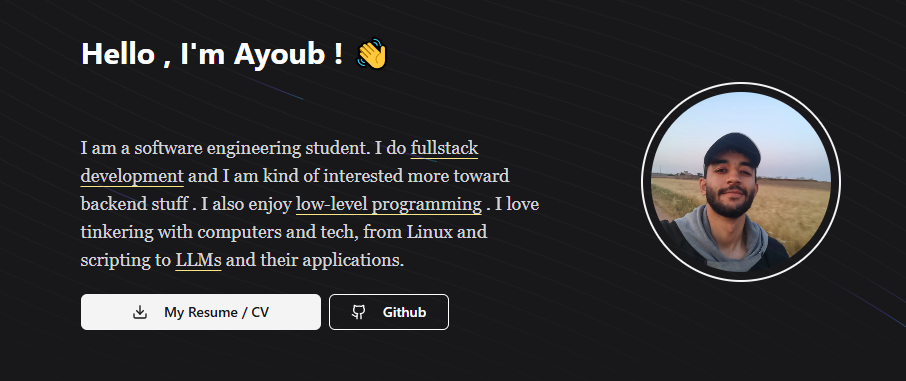 Hello , I'm Ayoub ! 👋
I am a software engineering student. I do fullstack
development and I am kind of interested more toward
backend stuff . I also enjoy low-level programming . I love
tinkering with computers and tech, from Linux and
scripting to LLMs and their applications.
My Resume / CV
Github